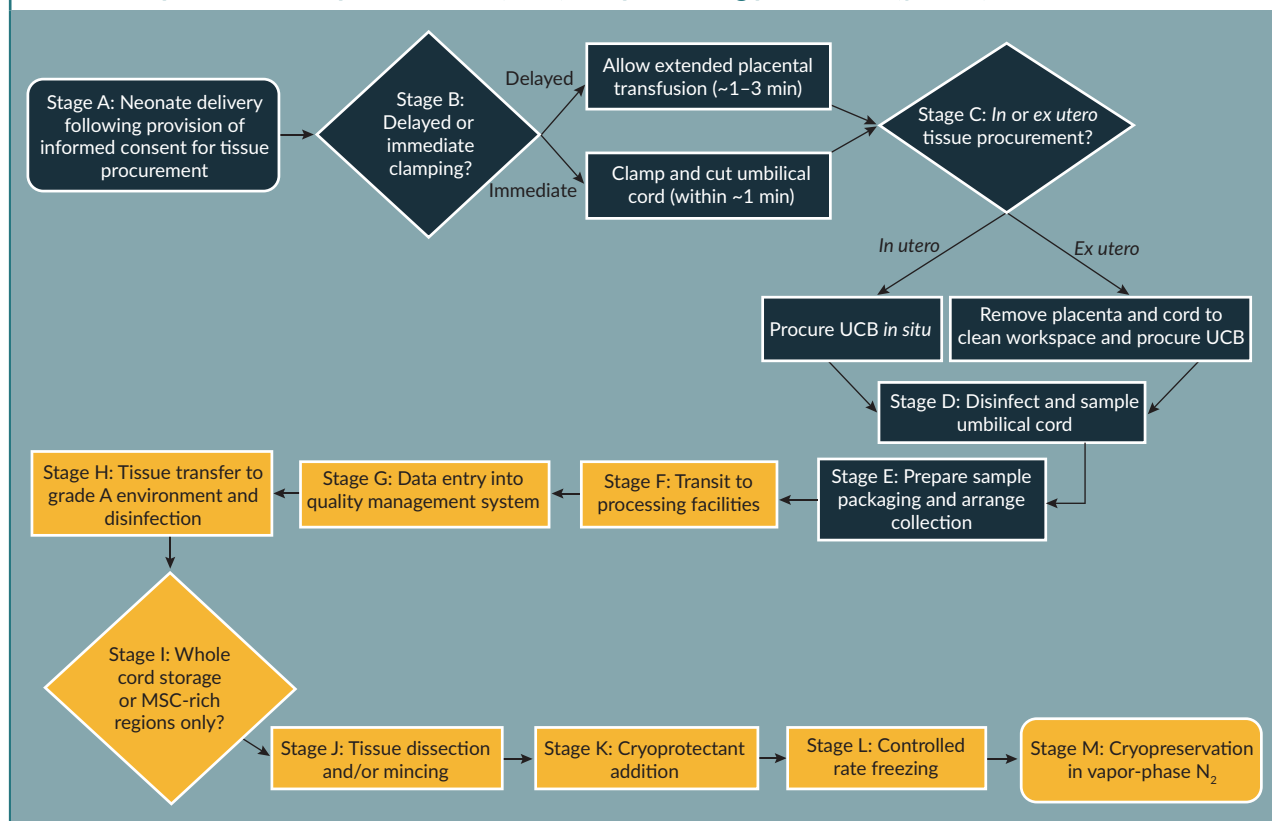 Stage A: Neonate delivery
following provision of
informed consent for tissue
procurement
Stage B:
Delayed or
immediate
clamping?
Delayed
Immediate
Allow extended placental
transfusion (~1–3 min)
Clamp and cut umbilical
cord (within ~1 min)
Stage C: In or ex utero
tissue procurement?
In utero
Ex utero
Procure UCB in situ
Remove placenta and cord to
clean workspace and procure UCB
Stage D: Disinfect and sample
umbilical cord
Stage E: Prepare sample
packaging and arrange
collection
Stage F: Transit to
processing facilities
Stage G: Data entry into
quality management system
Stage H: Tissue transfer to
grade A environment and
disinfection
Stage I: Whole
cord storage
or MSC-rich
regions only?
Stage J: Tissue dissection
and/or mincing
Stage K: Cryoprotectant
addition
Stage L: Controlled
rate freezing
Stage M: Cryopreservation
in vapor-phase N₂